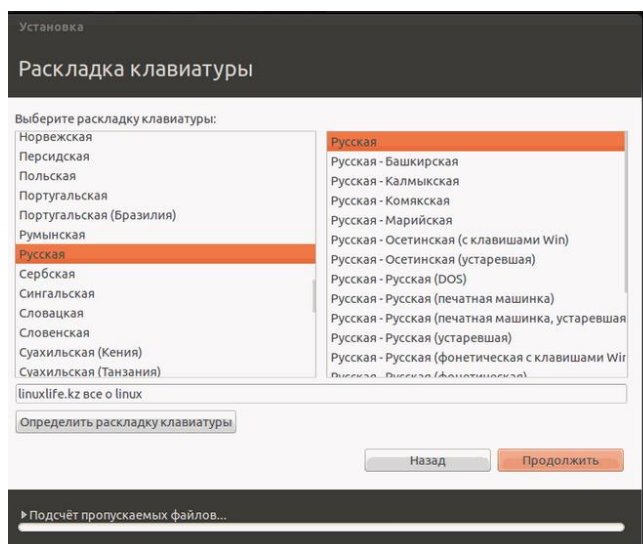 Установка
Раскладка клавиатуры
Выберите раскладку клавиатуры:
Норвежская
Персидская
Польская
Португальская
Португальская (Бразилия)
Румынская
Русская
Сербская
Сингальская
Словацкая
Словенская
Суахильская (Кения)
Суахильская (Танзания)
Русская
Русская - Башкирская
Русская - Калмыкская
Русская - Комякская
Русская - Марийская
Русская - Осетинская (с клавишами Win)
Русская - Осетинская (устаревшая)
Русская - Русская (DOS)
Русская - Русская (печатная машинка)
Русская - Русская (печатная машинка, устаревшая
Русская - Русская (устаревшая)
Русская - Русская (фонетическая с клавишами Wir
Русская - Русская (фонетическая)
linuxlife.kz все о linux
Определить раскладку клавиатуры
Назад
Продолжить
Подсчёт пропускаемых файлов...